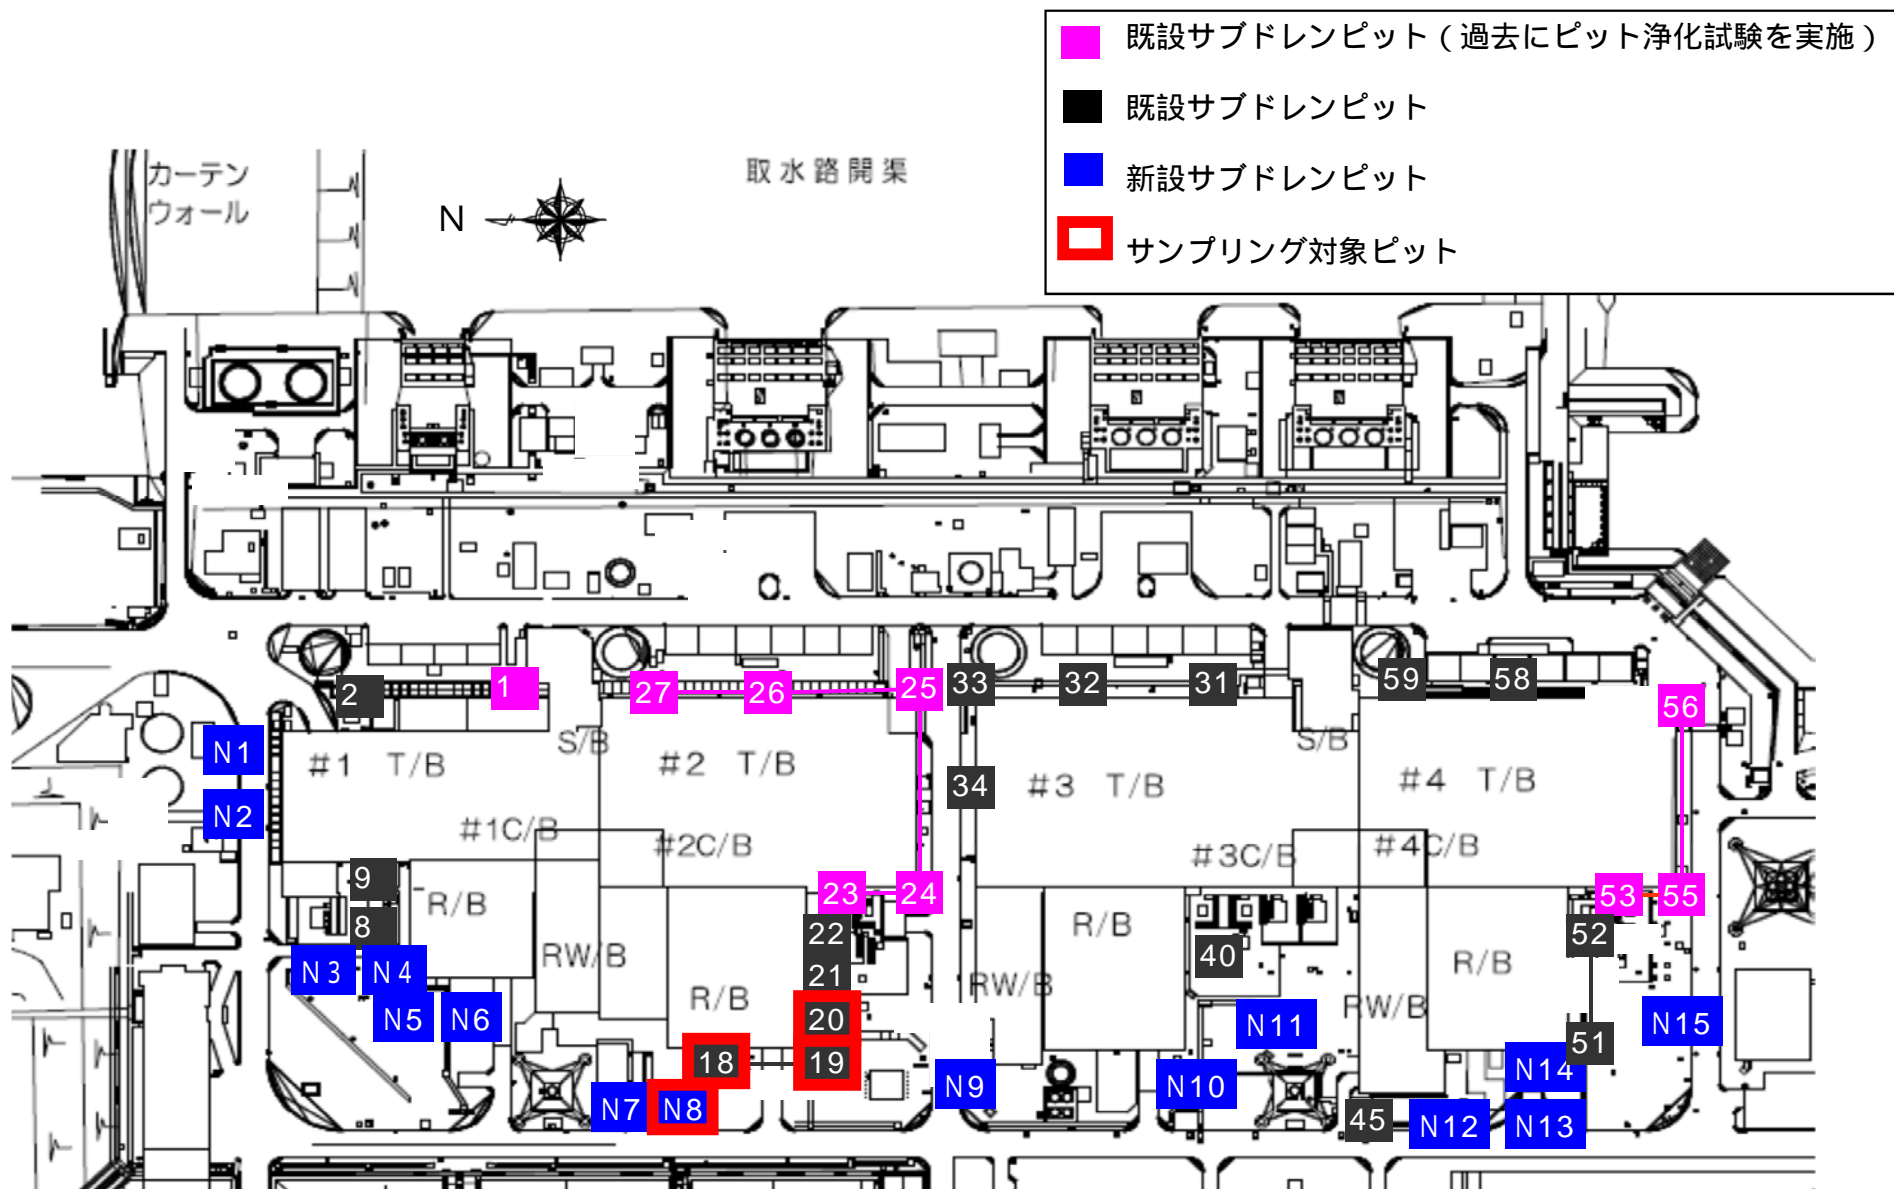 既設サブドレンピット（過去にピット浄化試験を実施）
既設サブドレンピット
新設サブドレンピット
サンプリング対象ピット
カーテン
ウォール
取水路開渠
N
2
1
27
26
25
33
32
31
59
58
56
N1
N2
#1 T/B
S/B
#2 T/B
34
#3 T/B
S/B
#4 T/B
#1C/B
#2C/B
#3C/B
#4C/B
9
8
R/B
RW/B
23
24
22
21
20
19
18
R/B
RW/B
R/B
40
RW/B
R/B
53
55
52
51
N3
N4
N5
N6
N7
N8
N9
N10
N11
45
N12
N13
N14
N15